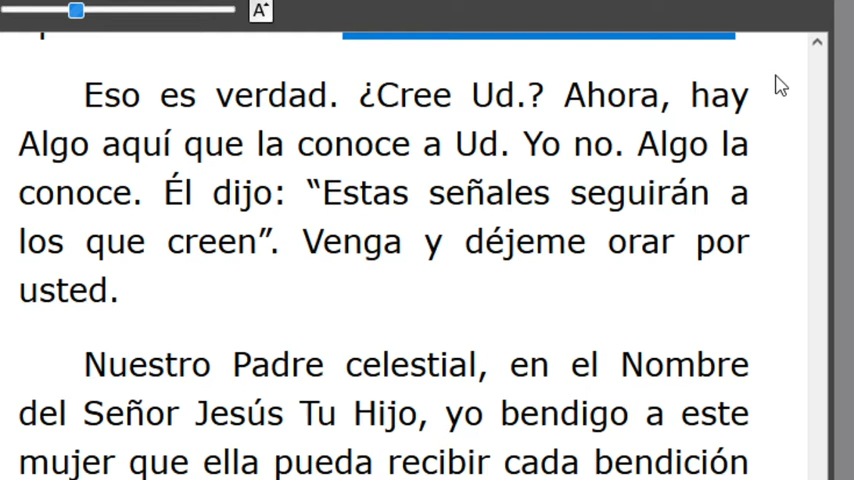 A
Eso es verdad. ¿Cree Ud.? Ahora, hay
Algo aquí que la conoce a Ud. Yo no. Algo la
conoce. Él dijo: “Estas señales seguirán a
los que creen”. Venga y déjeme orar por
usted.
Nuestro Padre celestial, en el Nombre
del Señor Jesús Tu Hijo, yo bendigo a este
mujer que ella pueda recibir cada bendición